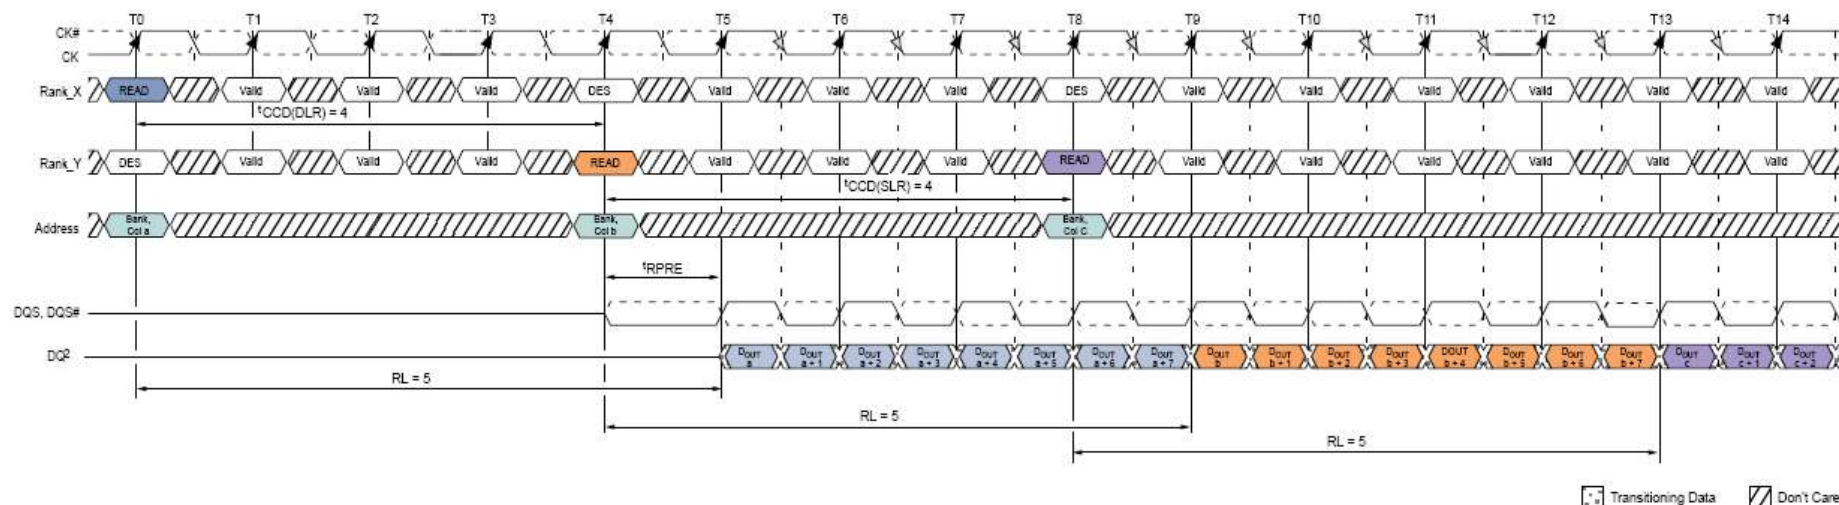 T0 T1 T2 T3 T4 T5 T6 T7 T8 T9 T10 T11 T12 T13 T14
CK#
CK
Rank_X READ Valid Valid Valid DES Valid Valid Valid DES Valid Valid Valid Valid Valid Valid
tCCD(DLR) = 4
Rank_Y DES Valid Valid Valid READ Valid Valid Valid READ Valid Valid Valid Valid Valid Valid
tCCD(SLR) = 4
Address Bank, Col a Bank, Col b Bank, Col C
tRPRE
DQS, DQS#
DQ2 DOUT a DOUT a + 1 DOUT a + 2 DOUT a + 3 DOUT a + 4 DOUT a + 5 DOUT a + 6 DOUT a + 7 DOUT b DOUT b + 1 DOUT b + 2 DOUT b + 3 DOUT b + 4 DOUT b + 5 DOUT b + 6 DOUT b + 7 DOUT c DOUT c + 1 DOUT c + 2
RL = 5
RL = 5
RL = 5
Transitioning Data Don't Care